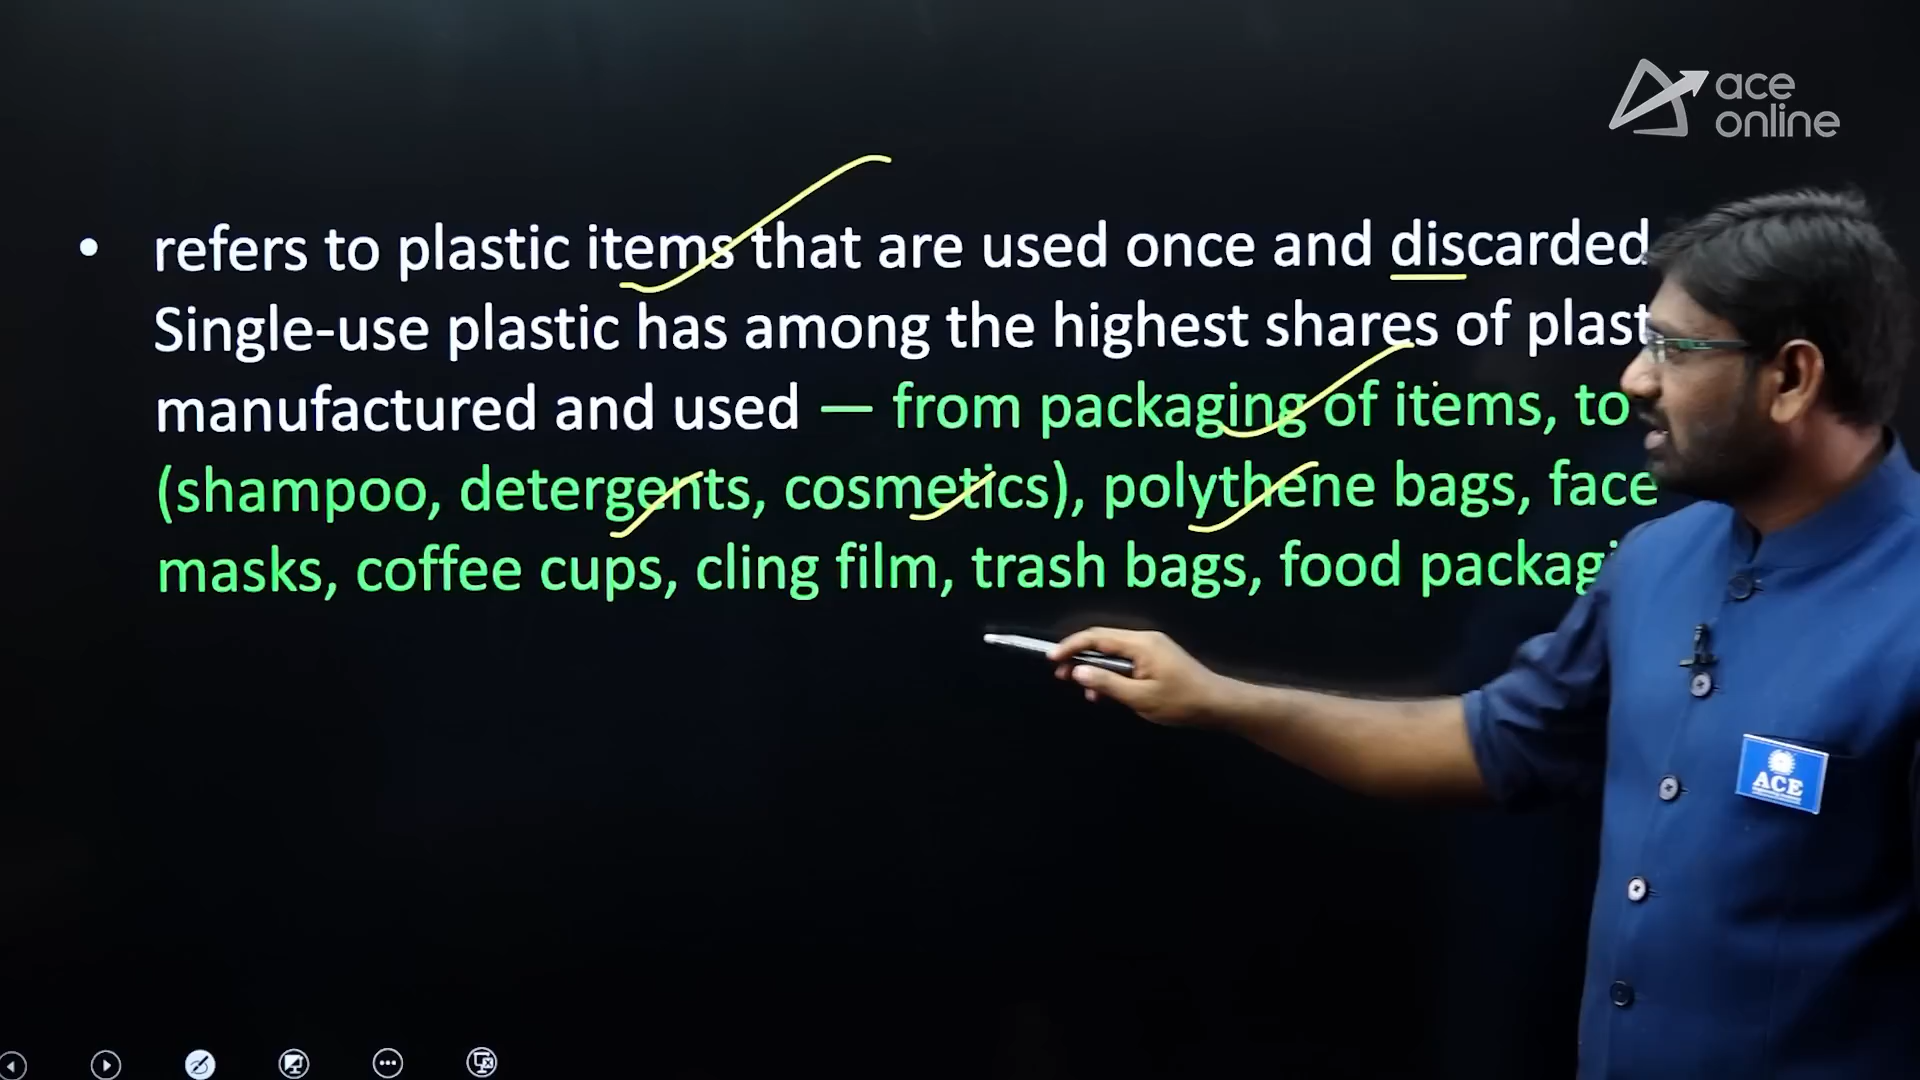 ace
online
• refers to plastic items that are used once and discarded
Single-use plastic has among the highest shares of
manufactured and used — from packaging of items, to
(shampoo, detergents, cosmetics), polythene bags, face
masks, coffee cups, cling film, trash bags, food
ACE